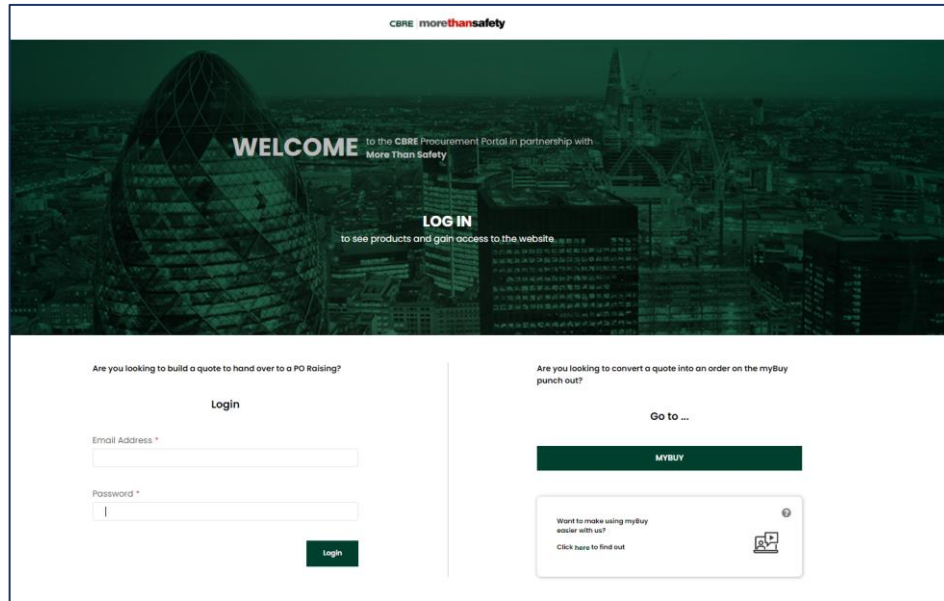 CBRE morethansafety
WELCOME to the CBRE Procurement Portal in partnership with
More Than Safety
LOG IN
to see products and gain access to the website
Are you looking to build a quote to hand over to a PO Raising?
Login
Email Address *
Password *
Login
Are you looking to convert a quote into an order on the myBuy
punch out?
Go to ...
MYBUY
Want to make using myBuy
easier with us?
Click here to find out
?